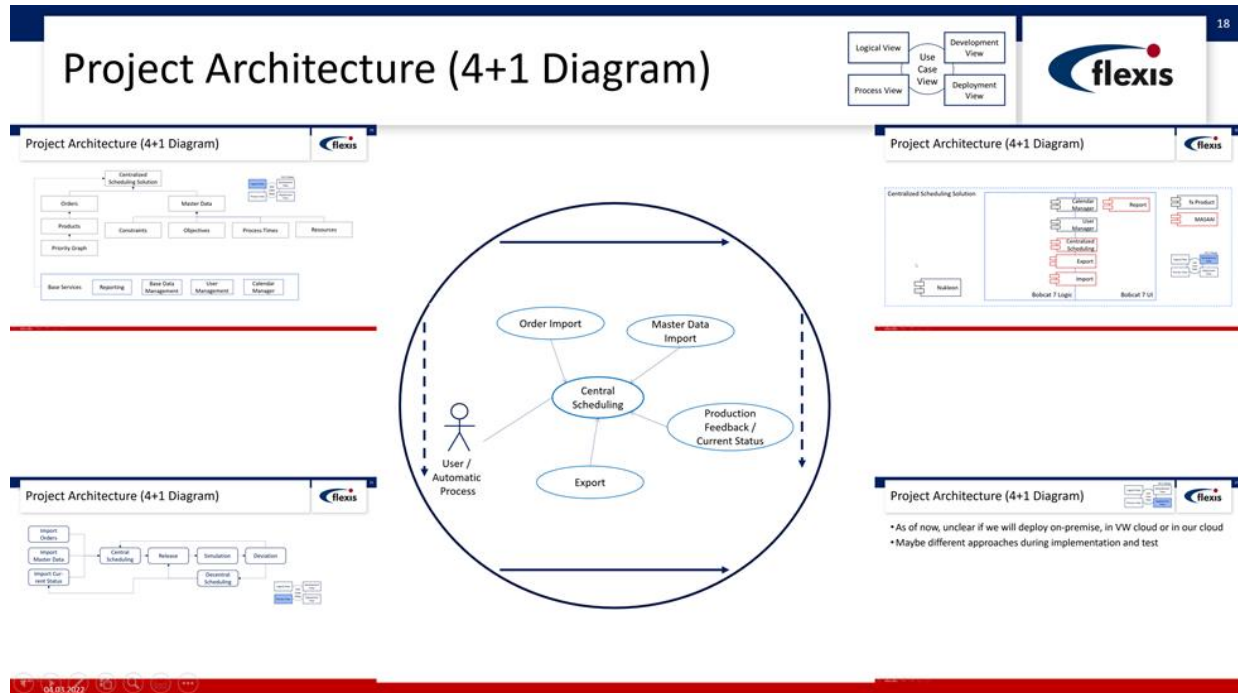 18
Project Architecture (4+1 Diagram)
Logical View
Development
View
Use
Case
View
Process View
Deployment
View
flexis
Project Architecture (4+1 Diagram)
flexis
Centralized
Scheduling Solution
Orders
Master Data
Products
Constraints
Objectives
Process Times
Resources
Priority Graph
Base Services
Reporting
Base Data
Management
User
Management
Calendar
Manager
Project Architecture (4+1 Diagram)
flexis
Centralized Scheduling Solution
Calendar
Manager
Report
fx Product
User
Manager
MAJAN
Centralized
Scheduling
Export
Import
Nukleon
Bobcat 7 Logic
Bobcat 7 UI
Order Import
Master Data
Import
Central
Scheduling
Production
Feedback /
Current Status
User /
Automatic
Process
Export
Project Architecture (4+1 Diagram)
flexis
Import
Orders
Import
Master Data
Import Cur-
rent Status
Central
Scheduling
Release
Simulation
Deviation
Decentral
Scheduling
Project Architecture (4+1 Diagram)
flexis
•As of now, unclear if we will deploy on-premise, in VW cloud or in our cloud
•Maybe different approaches during implementation and test
04.03.2022